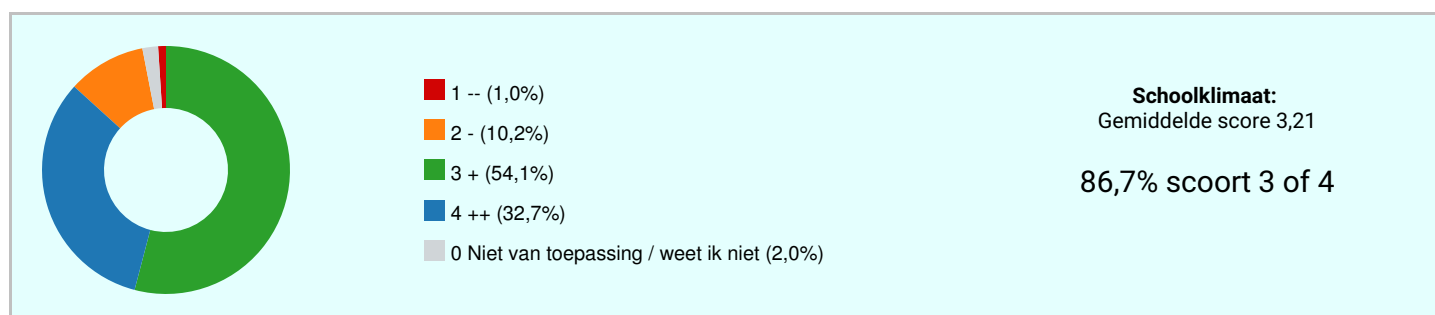 1 -- (1,0%)
2 - (10,2%)
3 + (54,1%)
4 ++ (32,7%)
0 Niet van toepassing / weet ik niet (2,0%)
Schoolklimaat:
Gemiddelde score 3,21
86,7% scoort 3 of 4